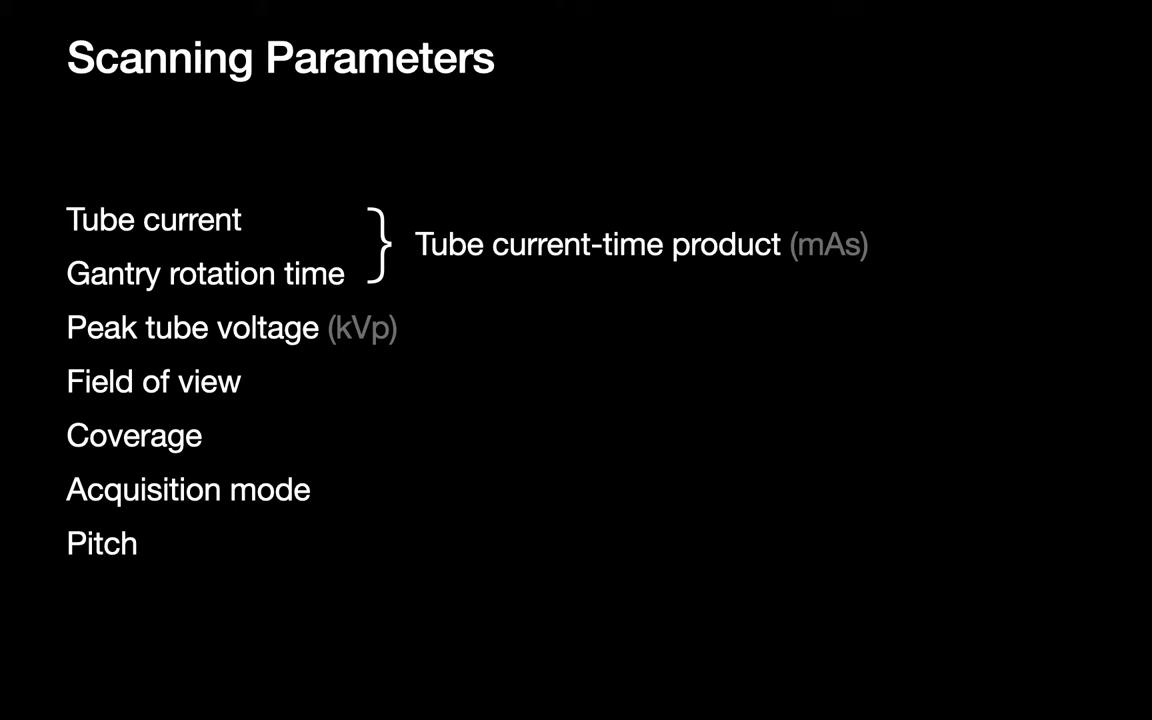 Scanning Parameters
Tube current
Gantry rotation time
Tube current-time product (mAs)
Peak tube voltage (kVp)
Field of view
Coverage
Acquisition mode
Pitch